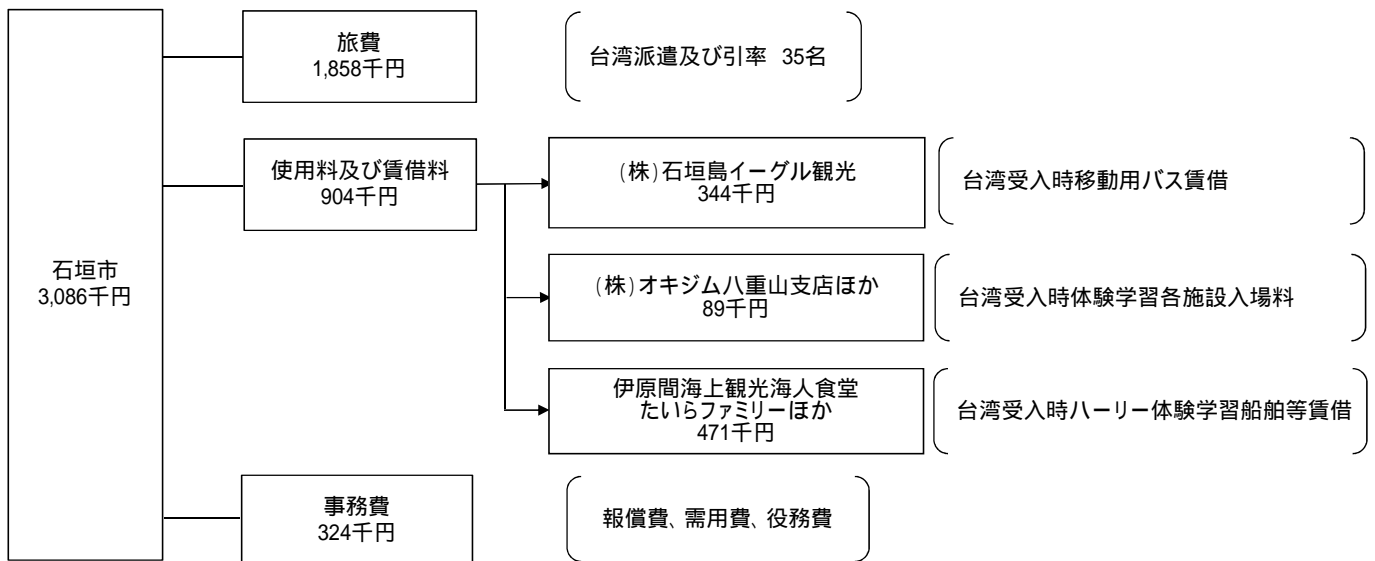 石垣市
3,086千円
旅費
1,858千円
台湾派遣及び引率 35名
使用料及び賃借料
904千円
(株)石垣島イーグル観光
344千円
台湾受入時移動用バス賃借
(株)オキジム八重山支店ほか
89千円
台湾受入時体験学習各施設入場料
伊原間海上観光海人食堂
たいらファミリーほか
471千円
台湾受入時ハーリー体験学習船舶等賃借
事務費
324千円
報償費、需用費、役務費